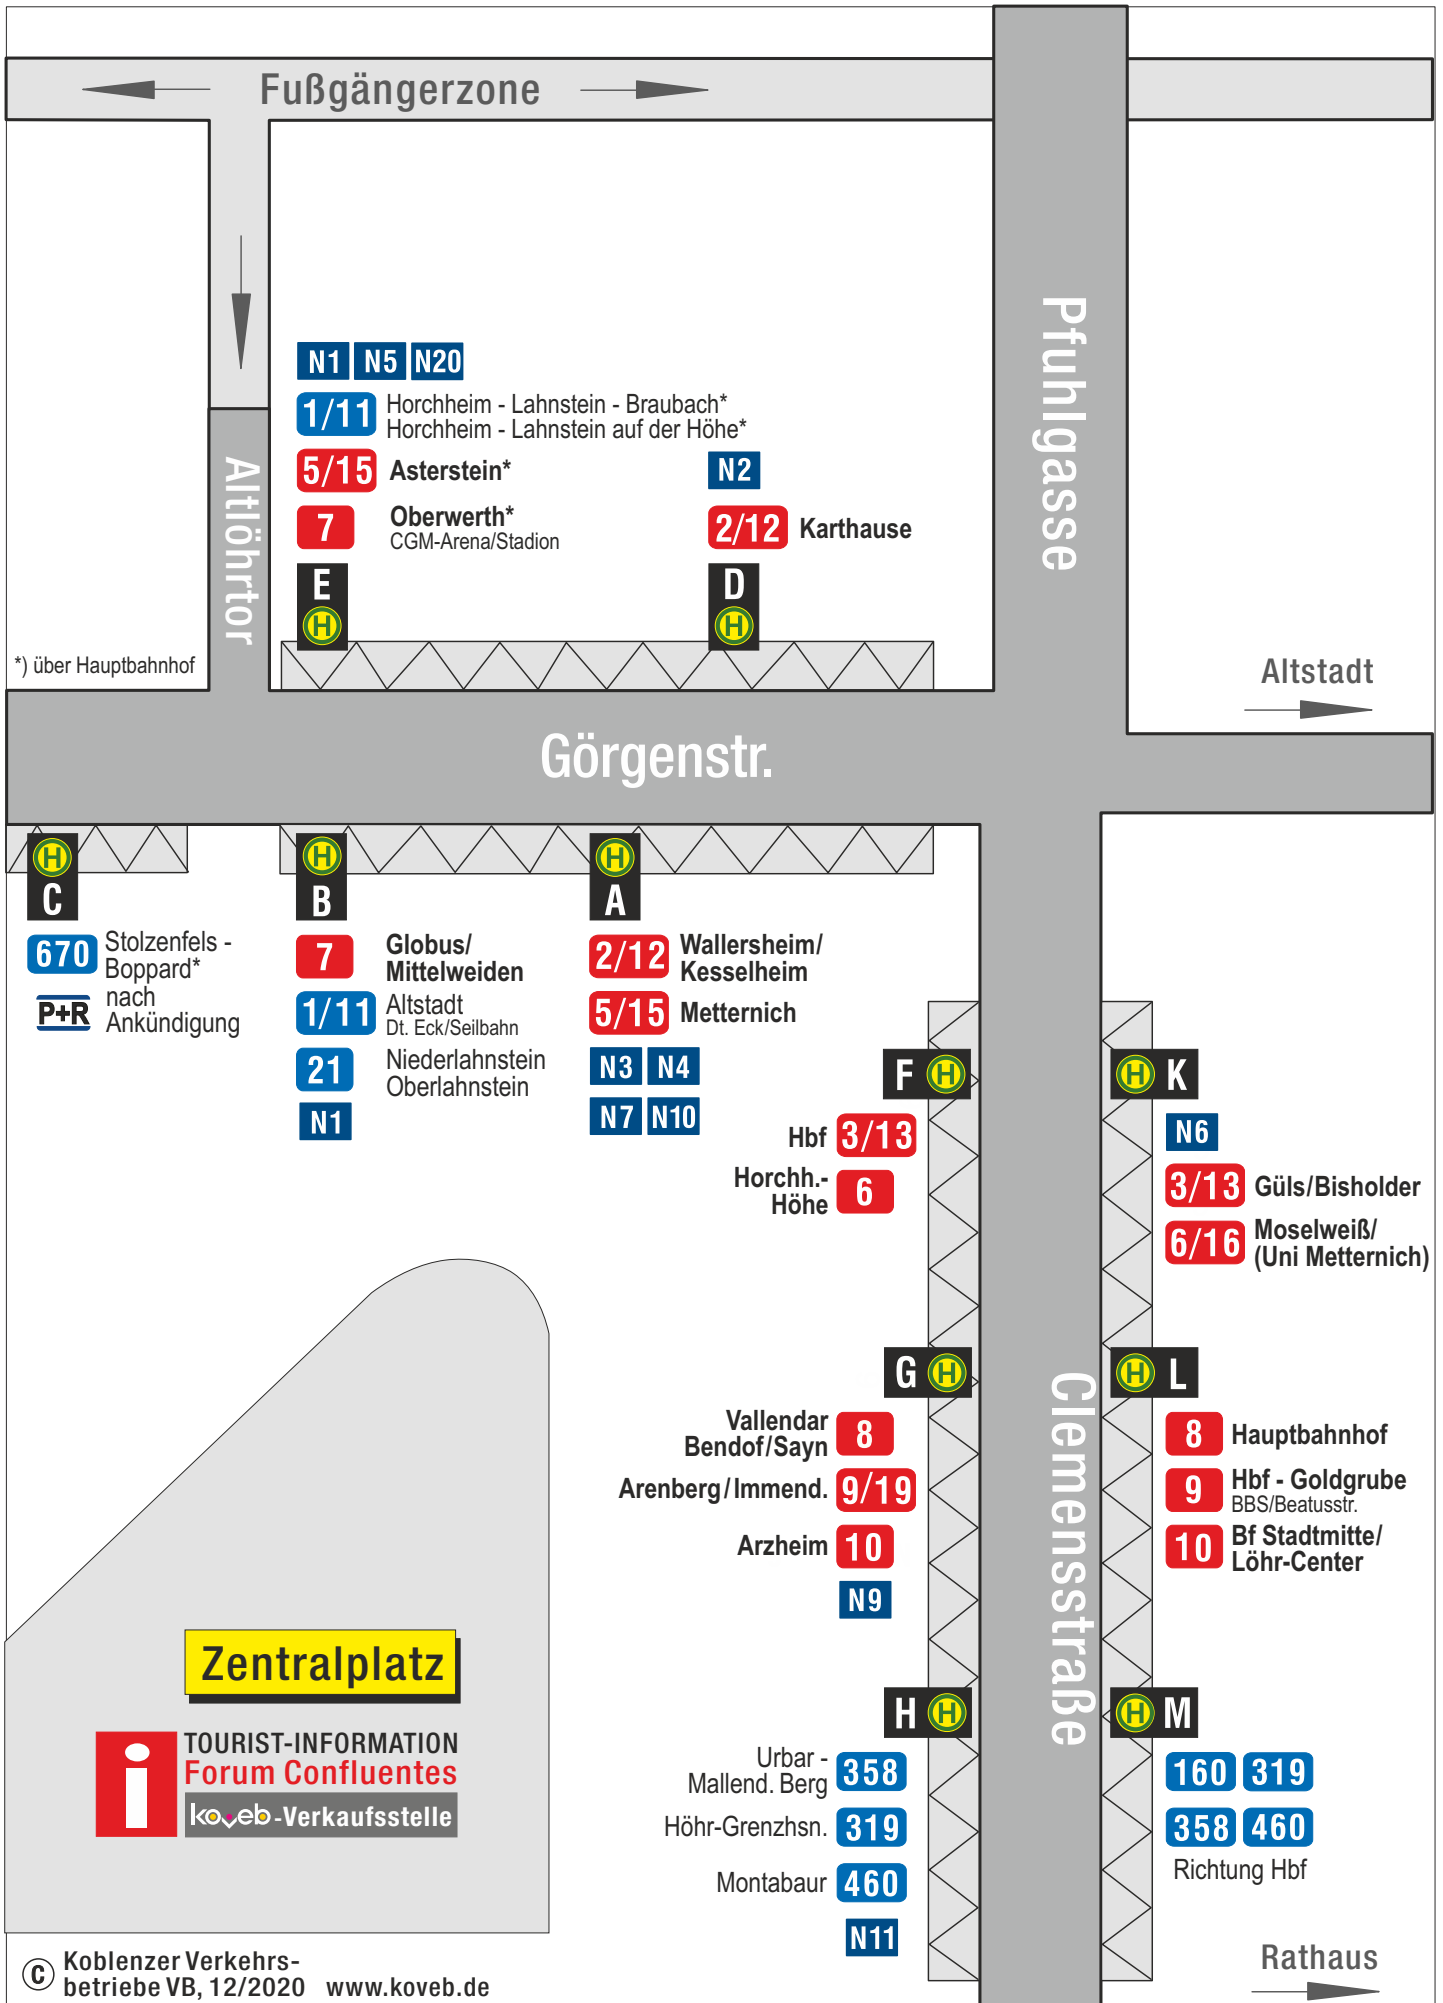 Fußgängerzone
Pfuhlgasse
Altlöhrtor
N1 N5 N20
1/11 Horchheim - Lahnstein - Braubach*
Horchheim - Lahnstein auf der Höhe*
5/15 Asterstein*
7 Oberwerth*
CGM-Arena/Stadion
E
H
N2
2/12 Karthause
D
H
*) über Hauptbahnhof
Altstadt
Görgenstr.
H
C
670 Stolzenfels -
Boppard*
P+R nach
Ankündigung
H
B
7 Globus/
Mittelweiden
1/11 Altstadt
Dt. Eck/Seilbahn
21 Niederlahnstein
Oberlahnstein
N1
H
A
2/12 Wallersheim/
Kesselheim
5/15 Metternich
N3 N4
N7 N10
F H
Hbf 3/13
Horchh.-
Höhe 6
H K
N6
3/13 Güls/Bisholder
6/16 Moselweiß/
(Uni Metternich)
Clemensstraße
G H
Vallendar
Bendof/Sayn 8
Arenberg/Immend. 9/19
Arzheim 10
N9
H L
8 Hauptbahnhof
9 Hbf - Goldgrube
BBS/Beatusstr.
10 Bf Stadtmitte/
Löhr-Center
H H
Urbar -
Mallend. Berg 358
Höhr-Grenzhsn. 319
Montabaur 460
N11
H M
160 319
358 460
Richtung Hbf
Zentralplatz
i
TOURIST-INFORMATION
Forum Confluentes
koveb-Verkaufsstelle
Rathaus
© Koblenzer Verkehrs-
betriebe VB, 12/2020 www.koveb.de